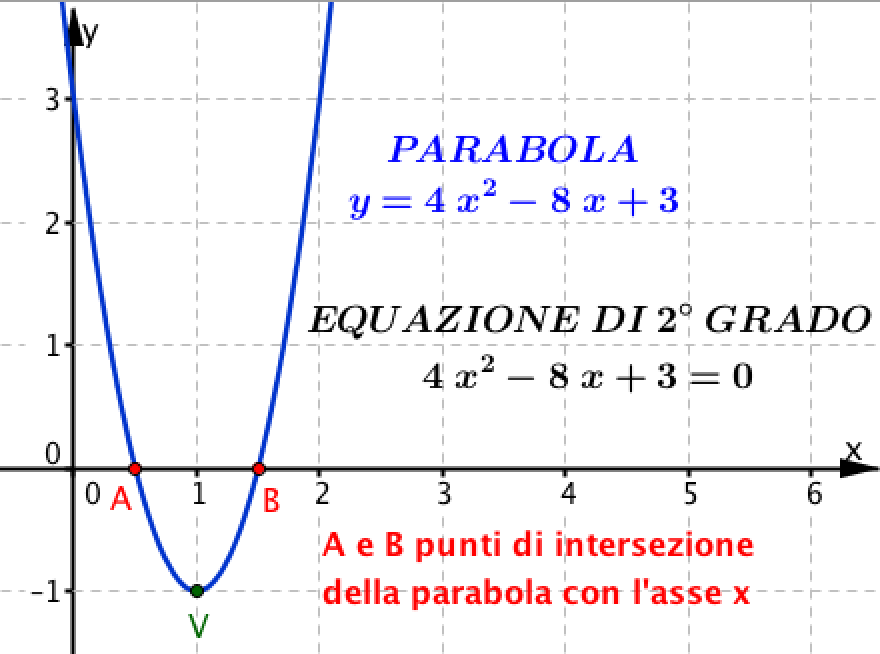 y
3
PARABOLA
y = 4 x² − 8 x + 3
2
EQUAZIONE DI 2° GRADO
1
4 x² − 8 x + 3 = 0
0
x
0 A 1 B 2 3 4 5 6
A e B punti di intersezione
della parabola con l'asse x
-1
V